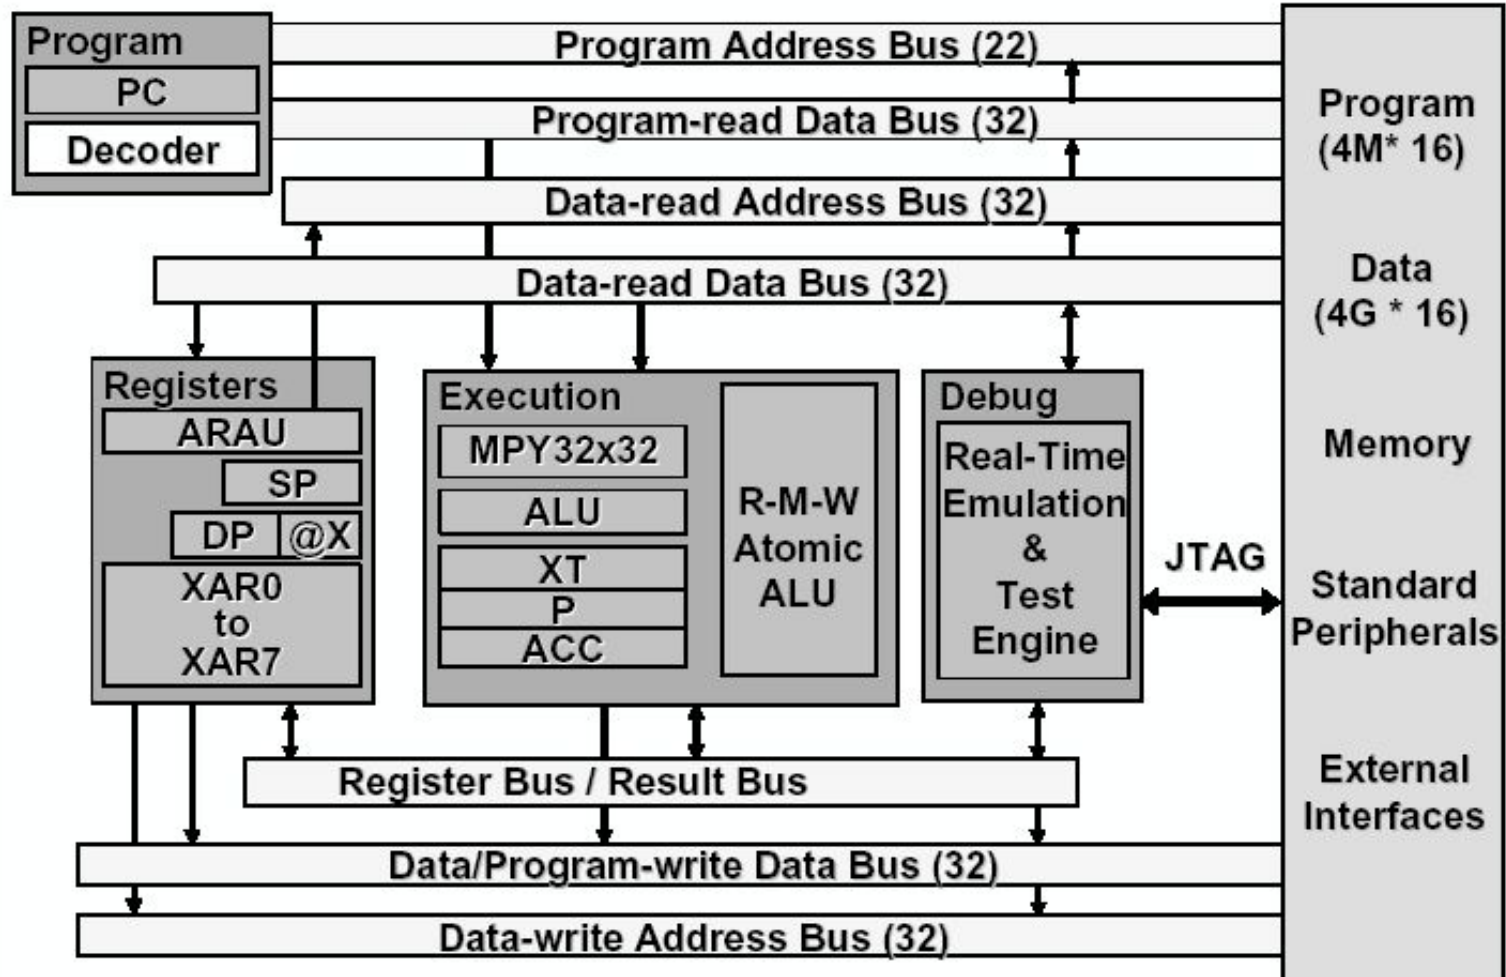 Program
PC
Decoder
Program Address Bus (22)
Program-read Data Bus (32)
Data-read Address Bus (32)
Data-read Data Bus (32)
Registers
ARAU
SP
DP @X
XAR0
to
XAR7
Execution
MPY32x32
ALU
XT
P
ACC
R-M-W
Atomic
ALU
Debug
Real-Time
Emulation
&
Test
Engine
JTAG
Register Bus / Result Bus
Data/Program-write Data Bus (32)
Data-write Address Bus (32)
Program
(4M* 16)
Data
(4G * 16)
Memory
Standard
Peripherals
External
Interfaces